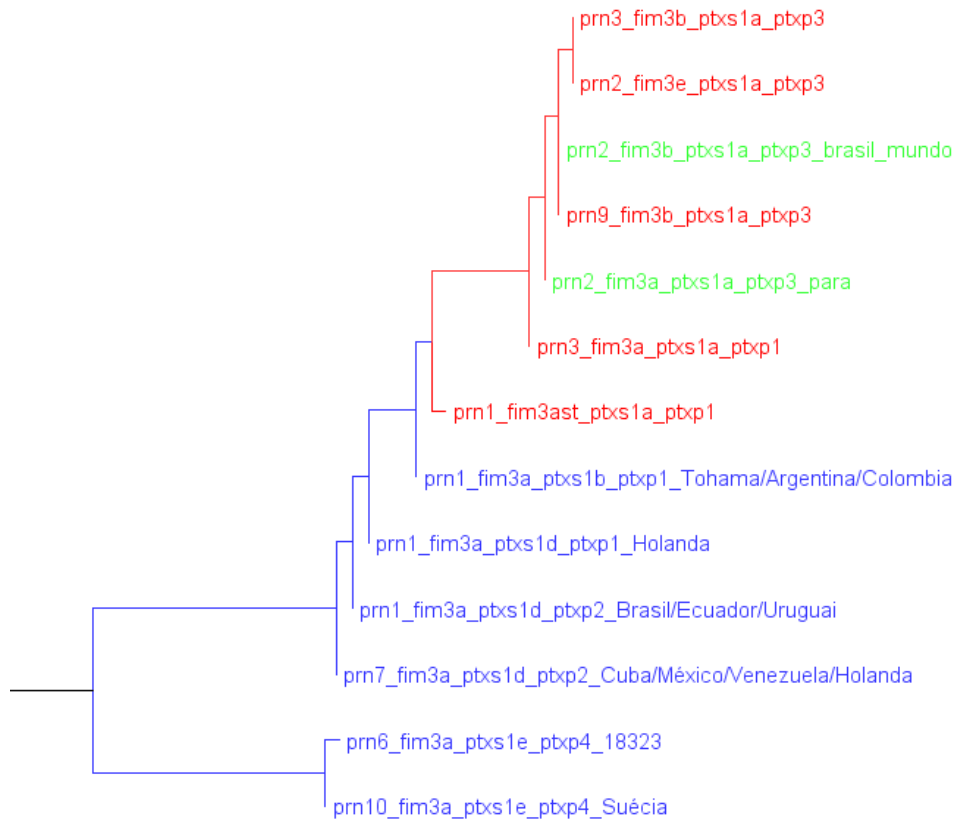 prn3_fim3b_ptxs1a_ptxp3
prn2_fim3e_ptxs1a_ptxp3
prn2_fim3b_ptxs1a_ptxp3_brasil_mundo
prn9_fim3b_ptxs1a_ptxp3
prn2_fim3a_ptxs1a_ptxp3_para
prn3_fim3a_ptxs1a_ptxp1
prn1_fim3ast_ptxs1a_ptxp1
prn1_fim3a_ptxs1b_ptxp1_Tohama/Argentina/Colombia
prn1_fim3a_ptxs1d_ptxp1_Holanda
prn1_fim3a_ptxs1d_ptxp2_Brasil/Ecuador/Uruguai
prn7_fim3a_ptxs1d_ptxp2_Cuba/México/Venezuela/Holanda
prn6_fim3a_ptxs1e_ptxp4_18323
prn10_fim3a_ptxs1e_ptxp4_Suécia